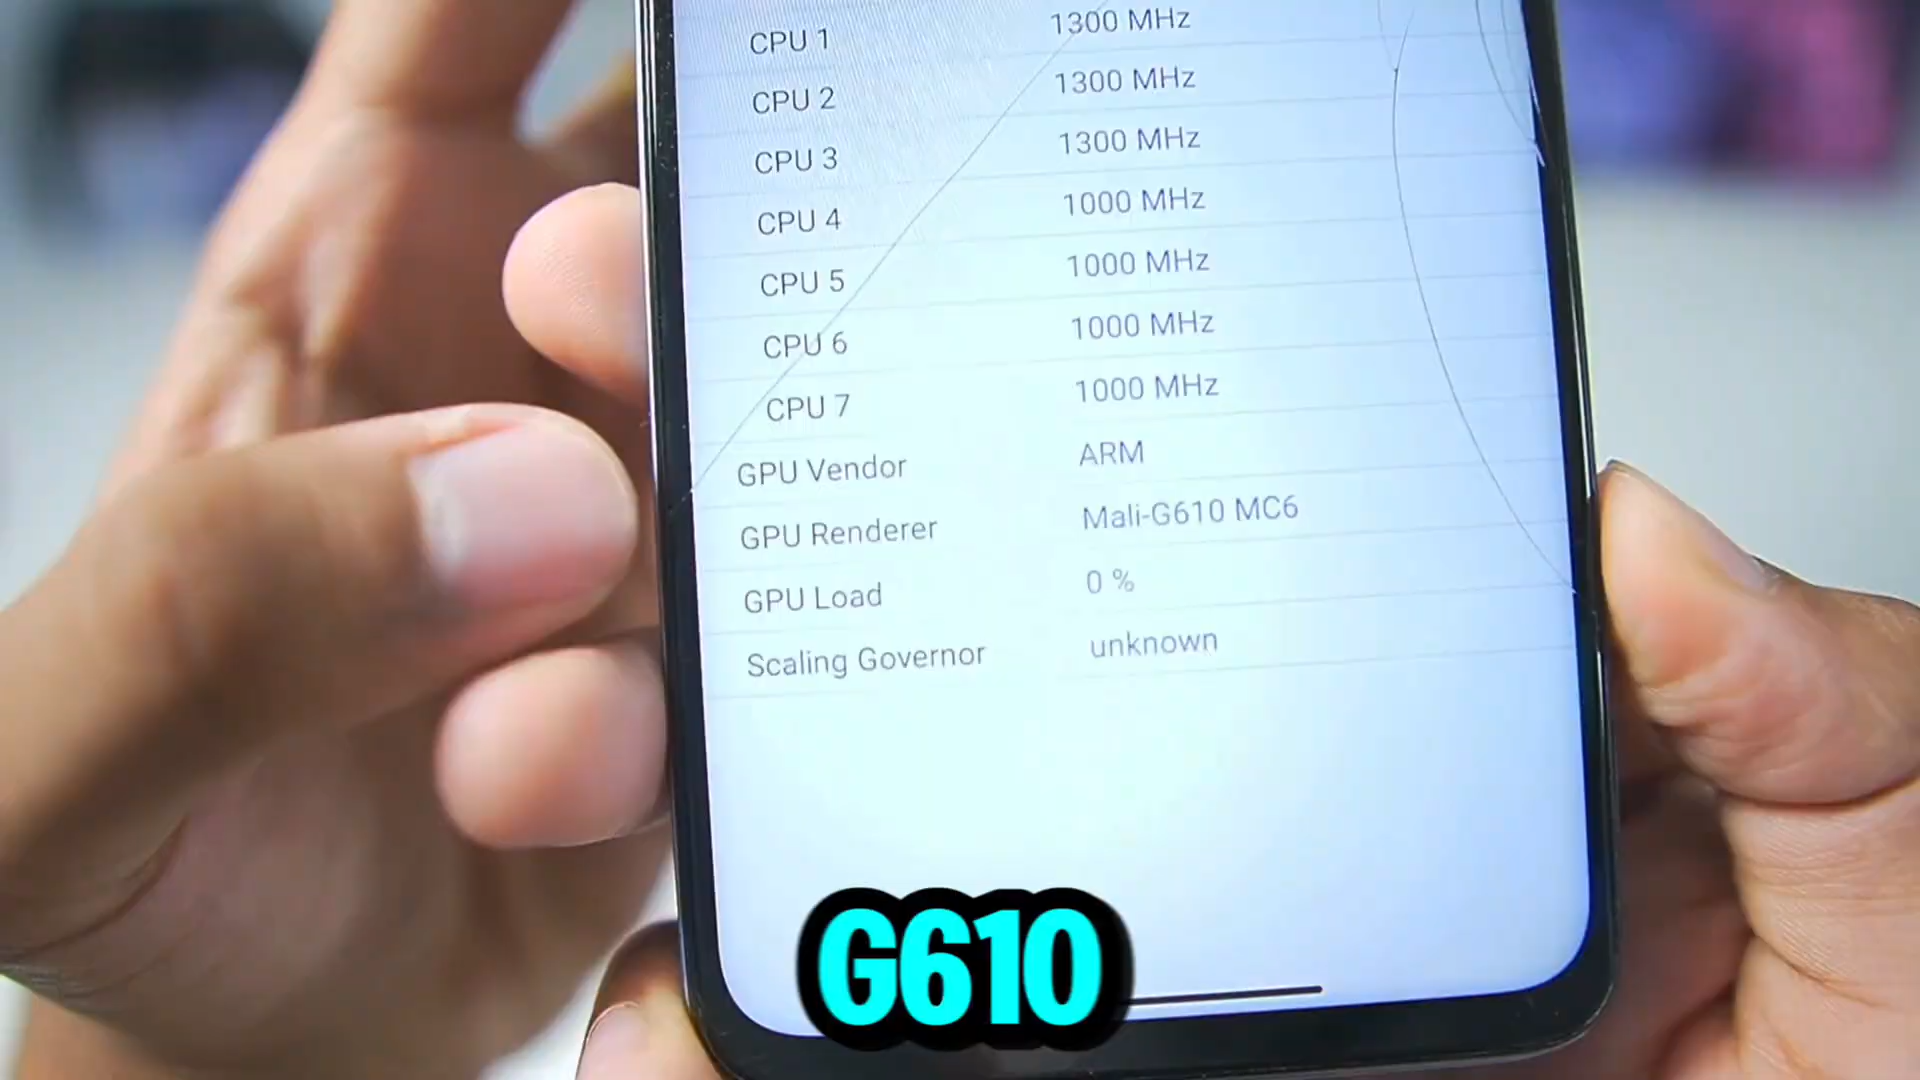 CPU 1 1300 MHz
CPU 2 1300 MHz
CPU 3 1300 MHz
CPU 4 1000 MHz
CPU 5 1000 MHz
CPU 6 1000 MHz
CPU 7 1000 MHz
GPU Vendor ARM
GPU Renderer Mali-G610 MC6
GPU Load 0 %
Scaling Governor unknown
G610